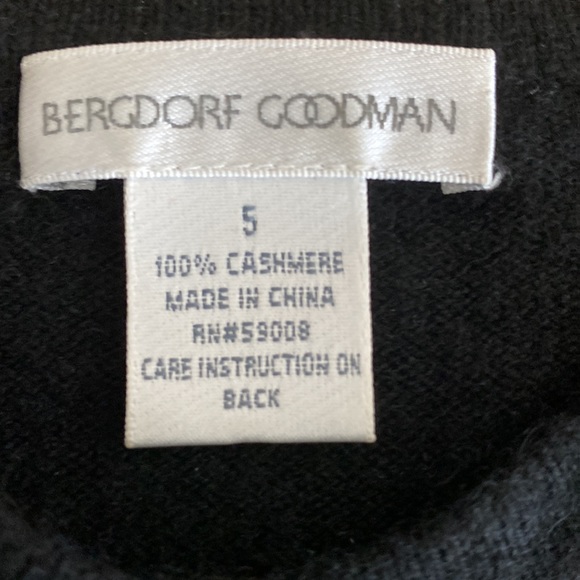 BERGDORF GOODMAN
5
100% CASHMERE
MADE IN CHINA
RN#59008
CARE INSTRUCTION ON
BACK